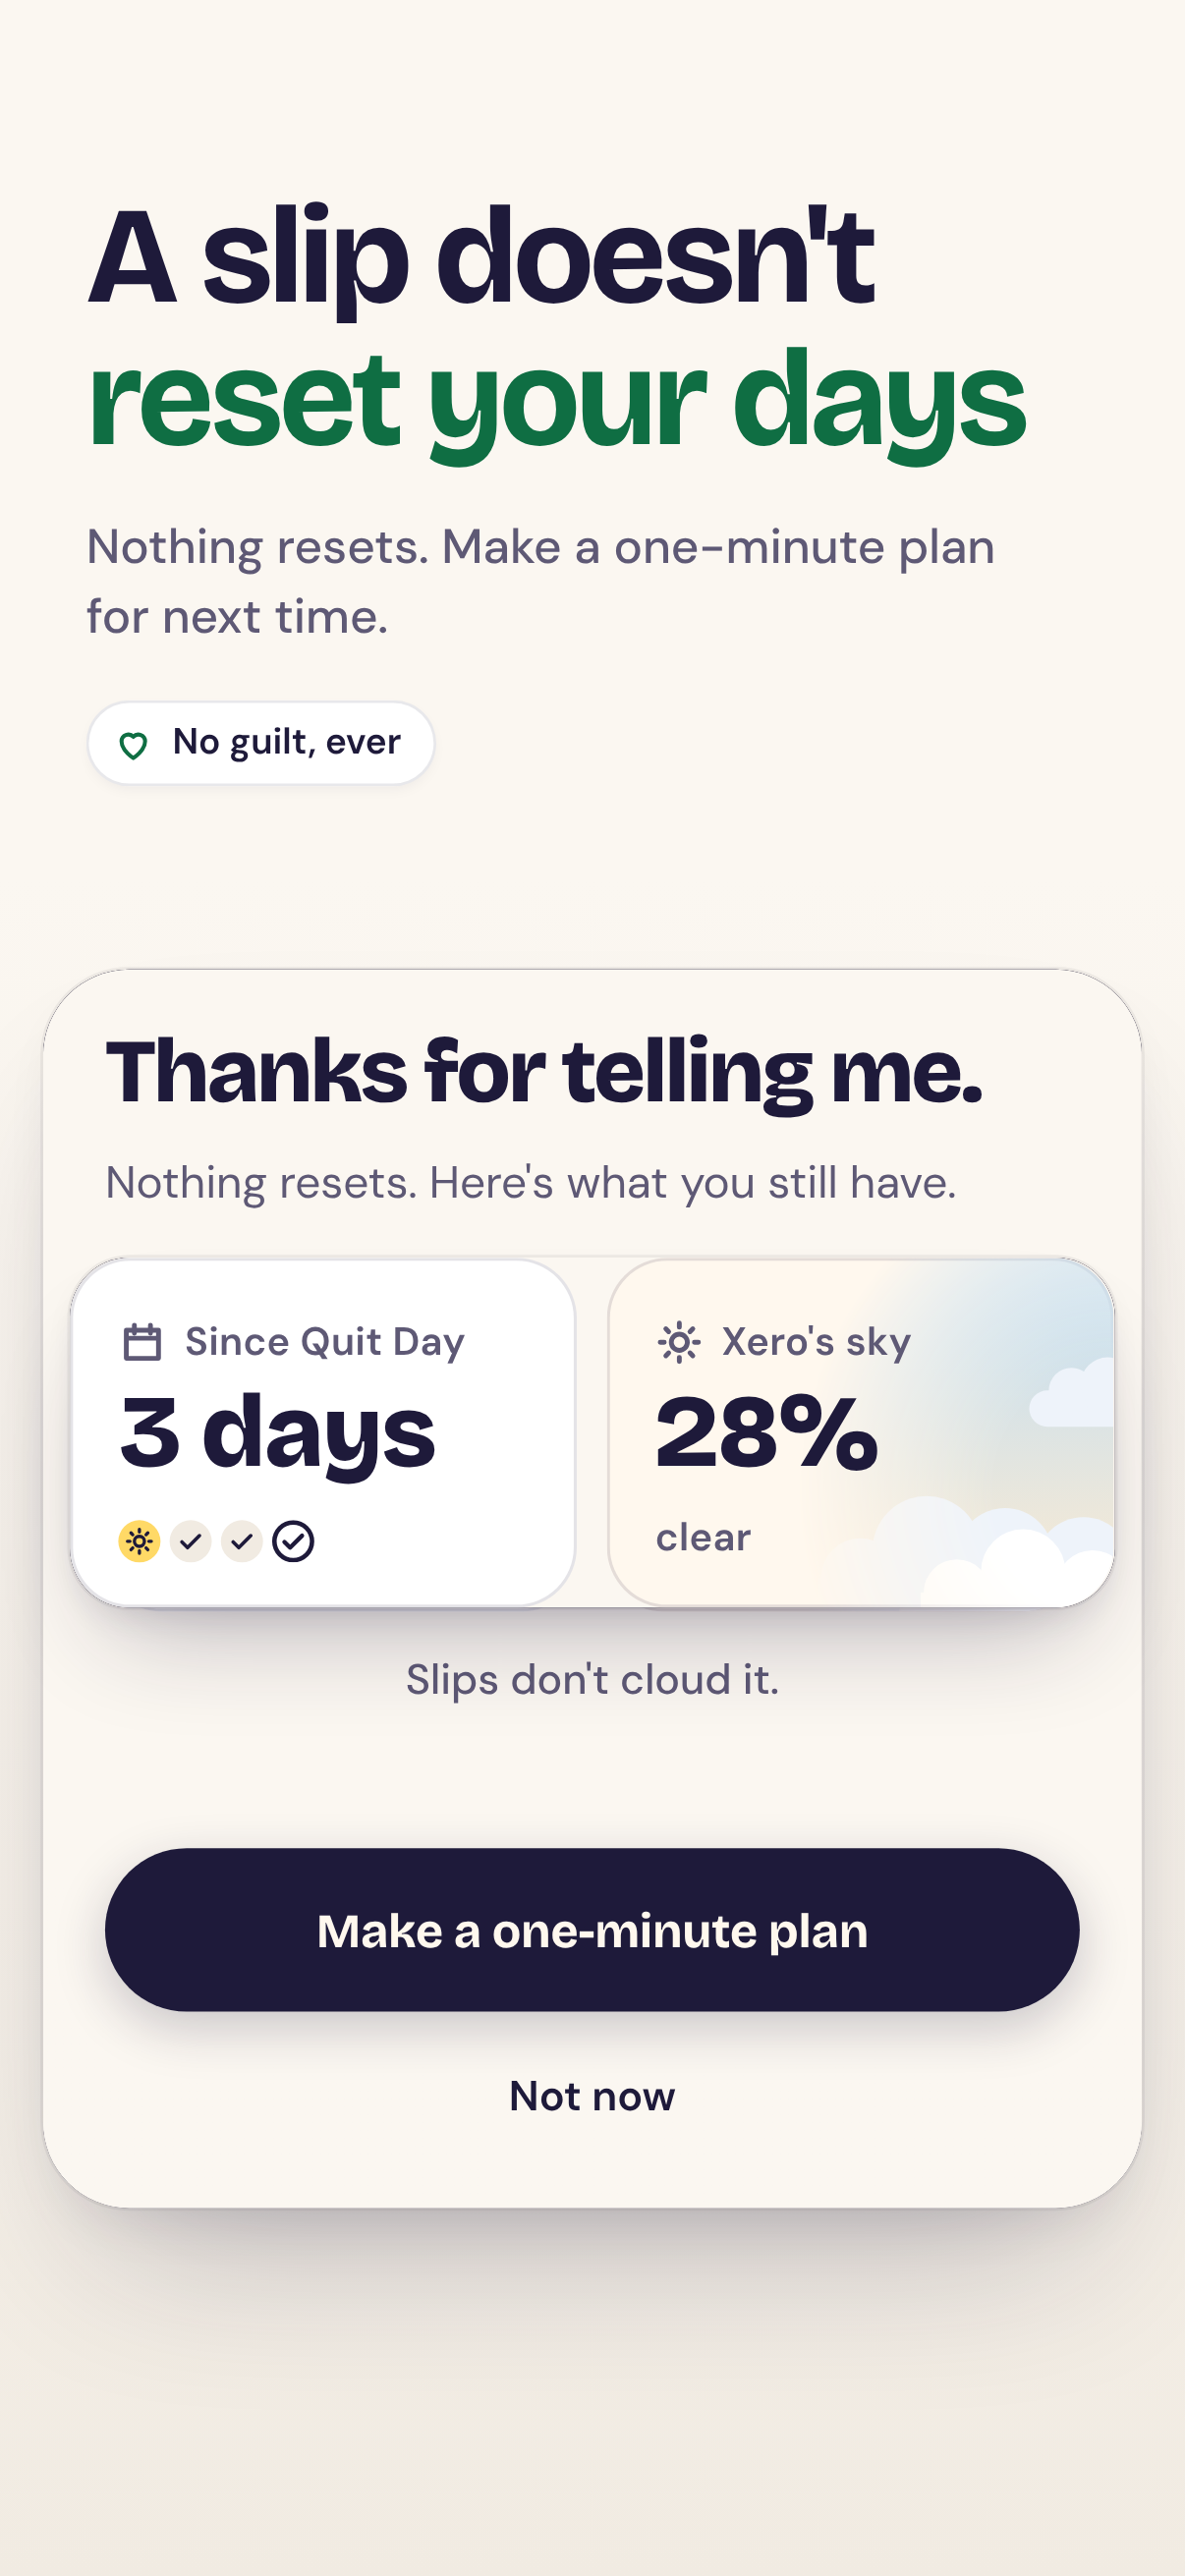 A slip doesn't
reset your days
Nothing resets. Make a one-minute plan
for next time.
No guilt, ever
Thanks for telling me.
Nothing resets. Here's what you still have.
Since Quit Day
3 days
Xero's sky
28%
clear
Slips don't cloud it.
Make a one-minute plan
Not now